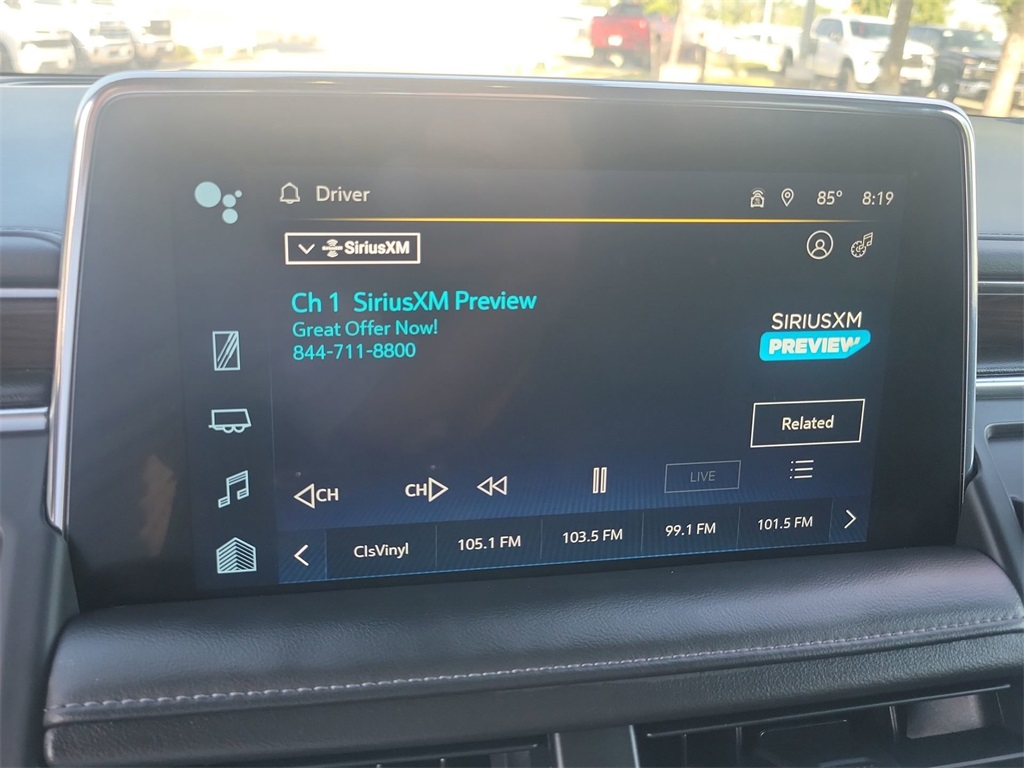 Driver
85° 8:19
SiriusXM
Ch 1 SiriusXM Preview
Great Offer Now!
844-711-8800
SIRIUSXM
PREVIEW
Related
CH
CH
LIVE
ClsVinyl
105.1 FM
103.5 FM
99.1 FM
101.5 FM